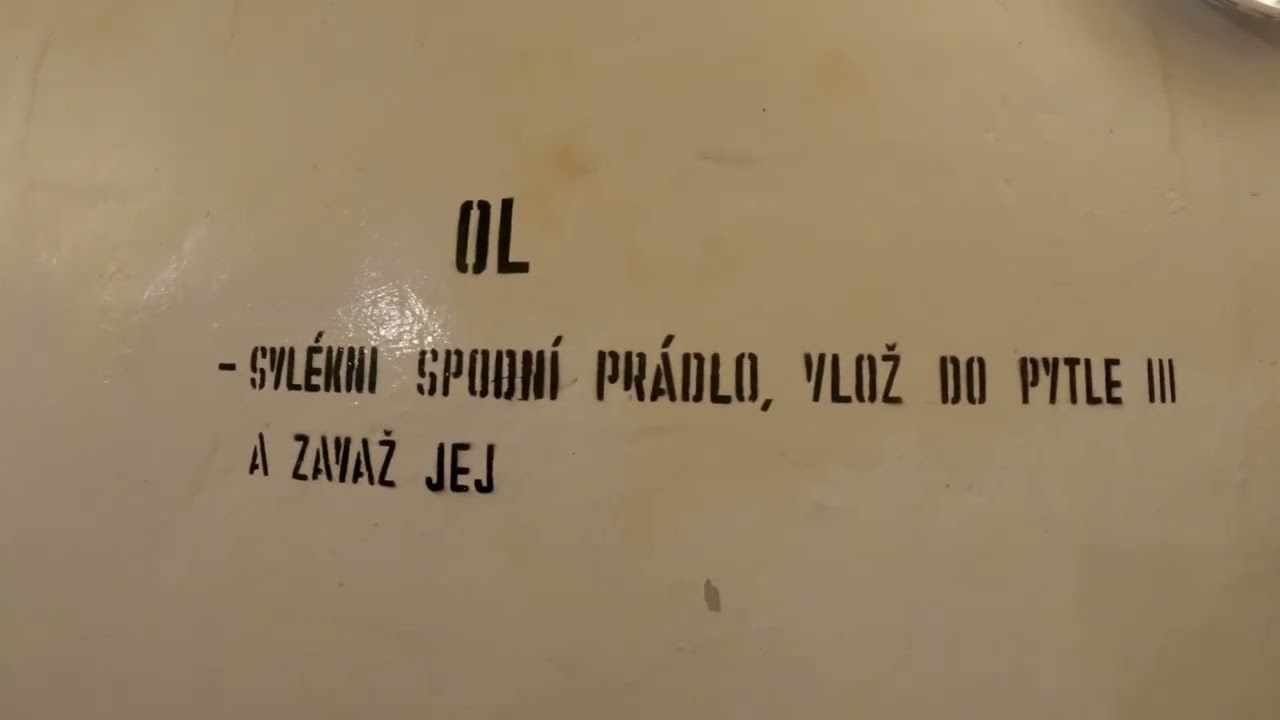 OL
- SVLÉKNI SPODNÍ PRÁDLO, VLOŽ DO PYTLE III
A ZAVAŽ JEJ